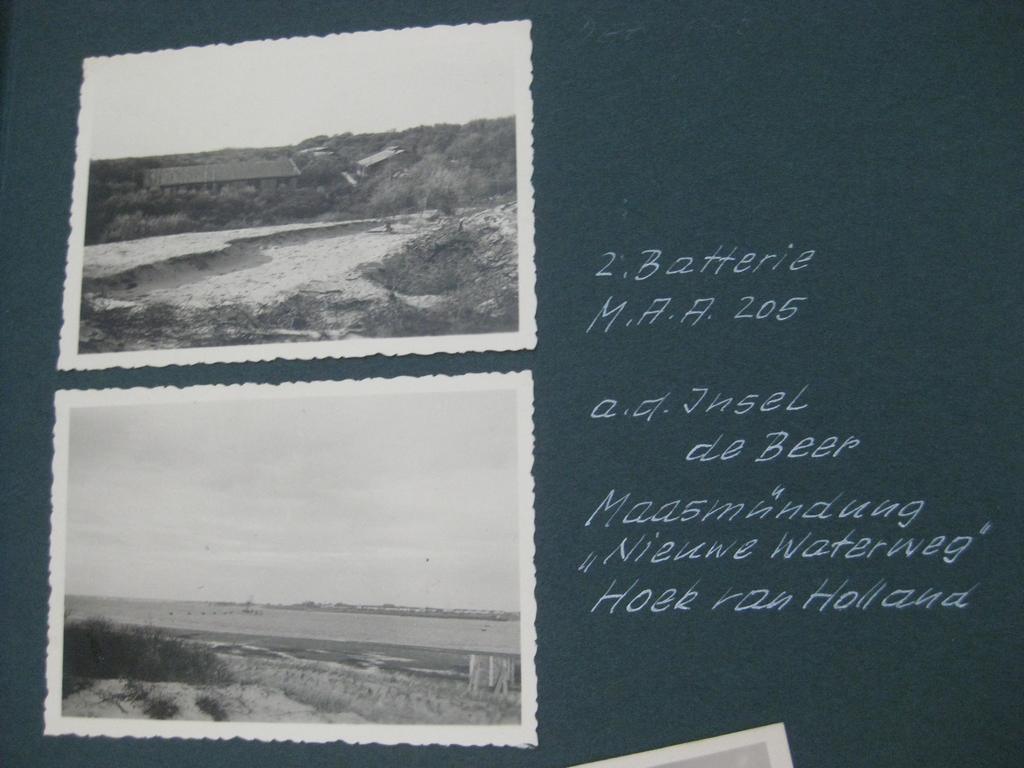 2. Batterie
M.A.A. 205
a.d. Insel
de Beer
Maasmündung
„Nieuwe Waterweg"
Hoek van Holland